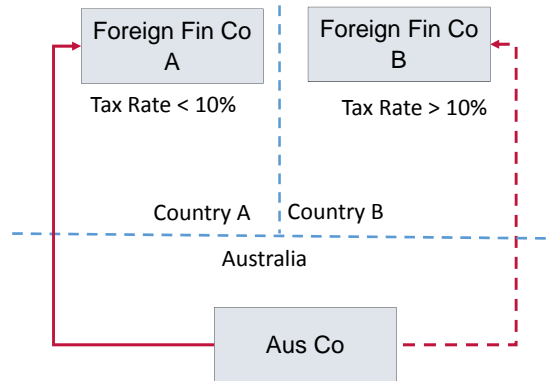 Foreign Fin Co
A
Foreign Fin Co
B
Tax Rate < 10%
Tax Rate > 10%
Country A
Country B
Australia
Aus Co